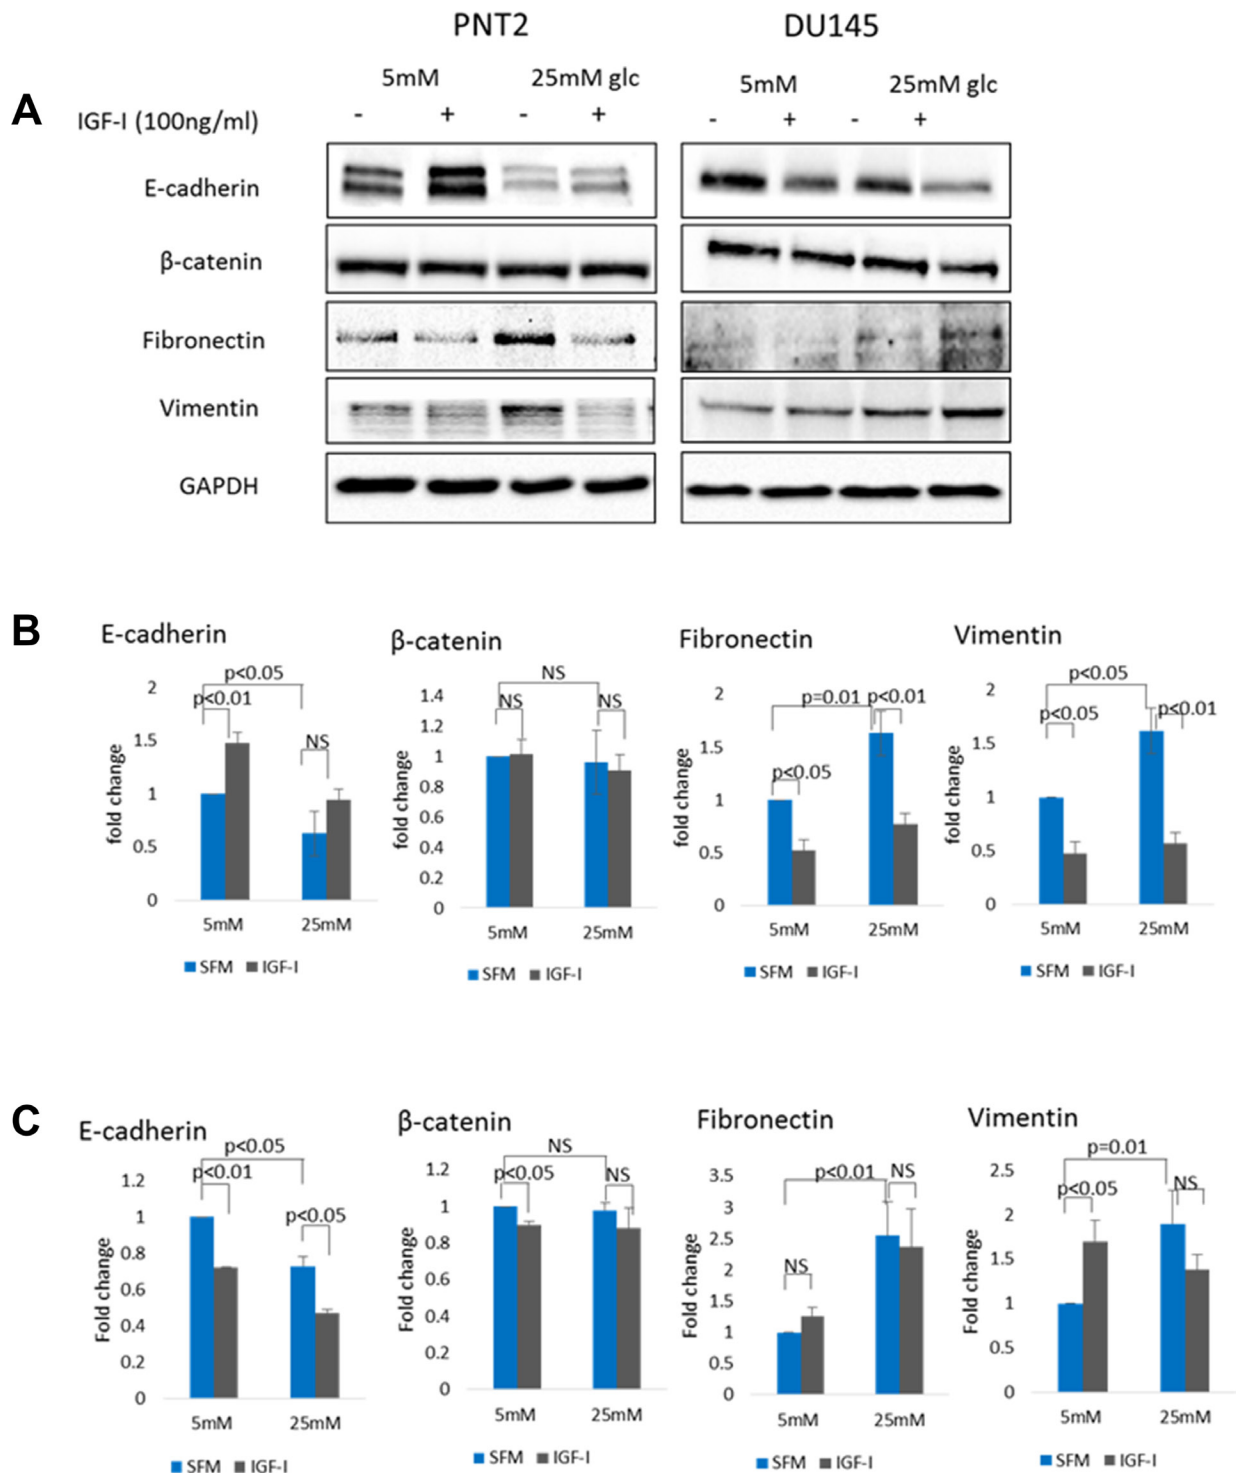 PNT2
DU145
5mM
25mM glc
5mM
25mM glc
A
IGF-I (100ng/ml)
- + - +
- + - +
E-cadherin
β-catenin
Fibronectin
Vimentin
GAPDH
B
E-cadherin
p<0.05
p<0.01
NS
2
1.5
1
0.5
0
fold change
5mM
25mM
SFM
IGF-I
β-catenin
NS
NS
NS
1.4
1.2
1
0.8
0.6
0.4
0.2
0
fold change
5mM
25mM
SFM
IGF-I
Fibronectin
p=0.01
p<0.01
p<0.05
2
1.5
1
0.5
0
fold change
5mM
25mM
SFM
IGF-I
Vimentin
p<0.05
p<0.05
p<0.01
2
1.5
1
0.5
0
fold change
5mM
25mM
SFM
IGF-I
C
E-cadherin
p<0.05
p<0.01
p<0.05
1.2
1
0.8
0.6
0.4
0.2
0
Fold change
5mM
25mM
SFM
IGF-I
β-catenin
NS
p<0.05
NS
1.2
1
0.8
0.6
0.4
0.2
0
Fold change
5mM
25mM
SFM
IGF-I
Fibronectin
p<0.01
NS
NS
3.5
3
2.5
2
1.5
1
0.5
0
Fold change
5mM
25mM
SFM
IGF-I
Vimentin
p=0.01
p<0.05
NS
2.5
2
1.5
1
0.5
0
Fold change
5mM
25mM
SFM
IGF-I